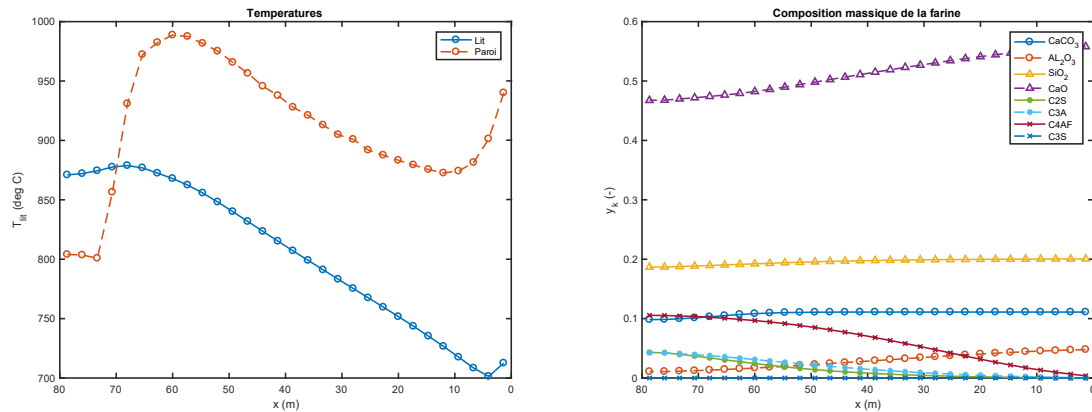 Temperatures
1000
950
900
850
800
750
700
80
70
60
50
40
30
20
10
0
x (m)
T_lit (deg C)
Lit
Paroi
Composition massique de la farine
0.6
0.5
0.4
0.3
0.2
0.1
0
80
70
60
50
40
30
20
10
0
x (m)
y_k (-)
CaCO₃
AL₂O₃
SiO₂
CaO
C2S
C3A
C4AF
C3S